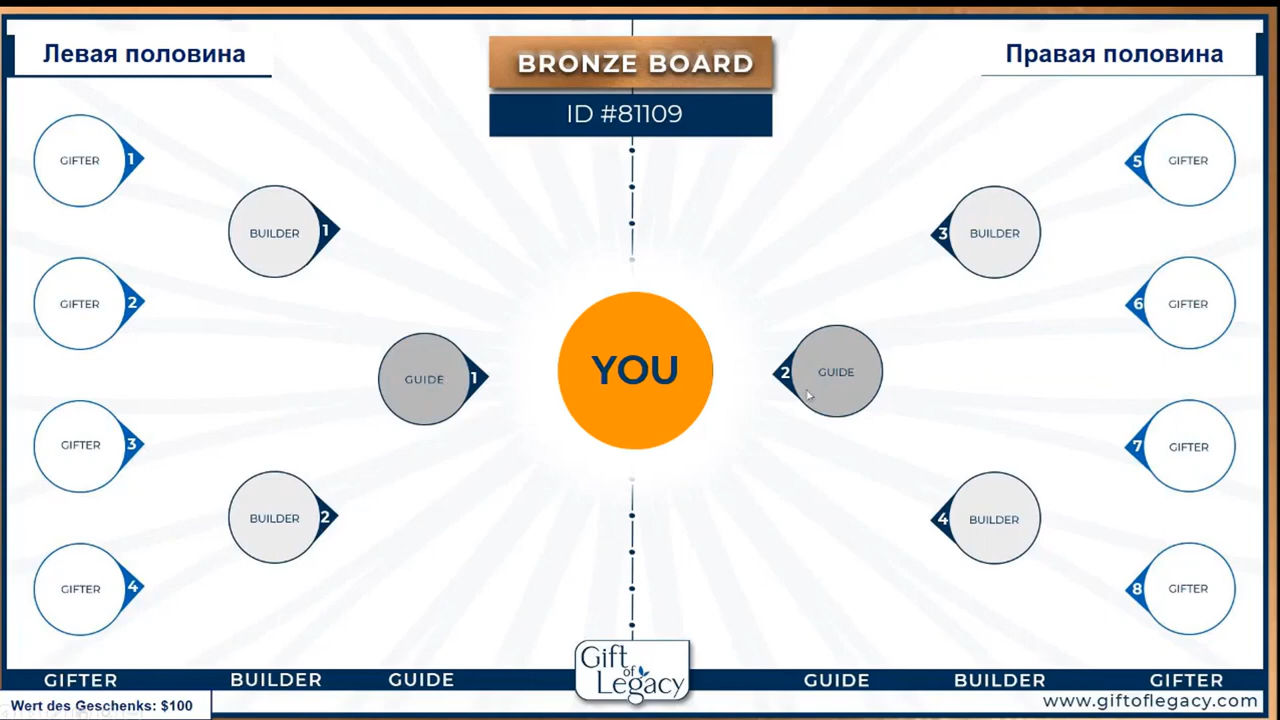 Левая половина
BRONZE BOARD
ID #81109
Правая половина
GIFTER 1
GIFTER 2
GIFTER 3
GIFTER 4
BUILDER 1
BUILDER 2
GUIDE 1
YOU
2 GUIDE
3 BUILDER
4 BUILDER
5 GIFTER
6 GIFTER
7 GIFTER
8 GIFTER
Gift
of
Legacy
GIFTER BUILDER GUIDE GUIDE BUILDER GIFTER
Wert des Geschenks: $100
www.giftoflegacy.com